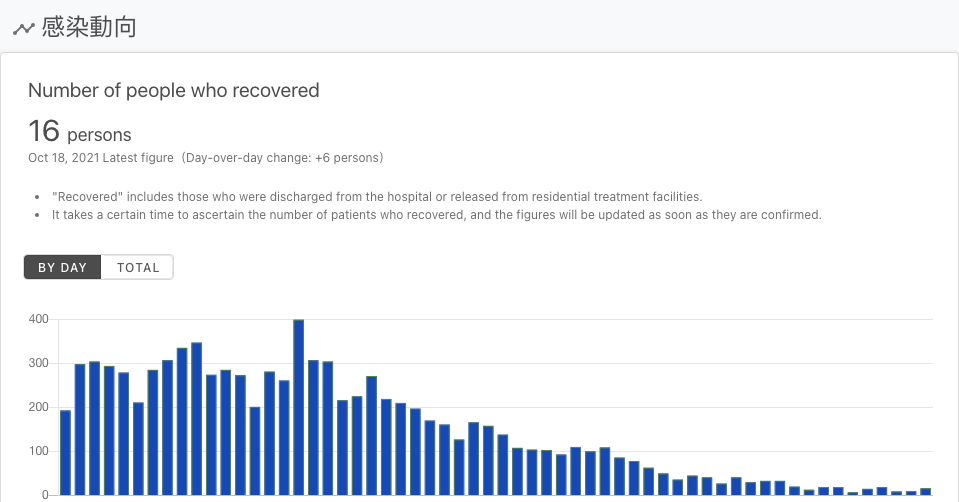 感染動向
Number of people who recovered
16 persons
Oct 18, 2021 Latest figure (Day-over-day change: +6 persons)
• "Recovered" includes those who were discharged from the hospital or released from residential treatment facilities.
• It takes a certain time to ascertain the number of patients who recovered, and the figures will be updated as soon as they are confirmed.
BY DAY TOTAL
400
300
200
100
0